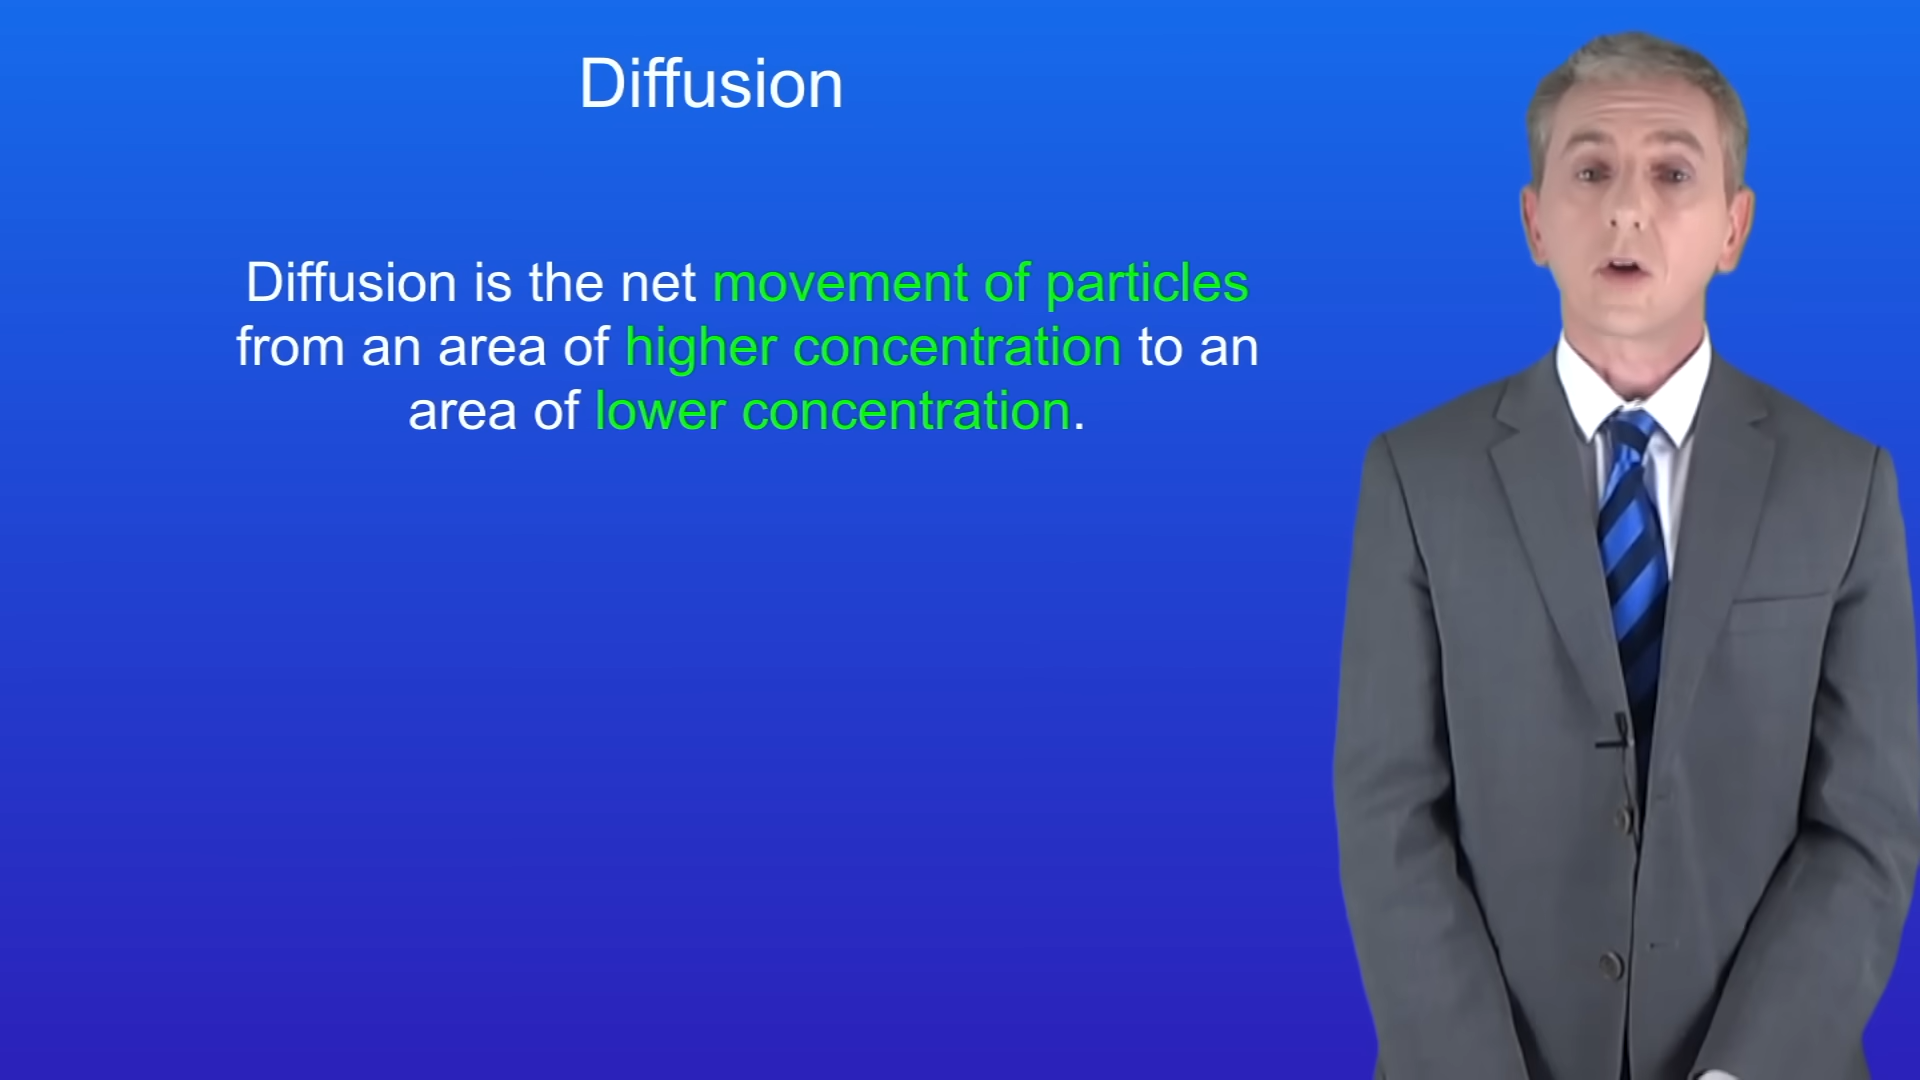 Diffusion
Diffusion is the net movement of particles
from an area of higher concentration to an
area of lower concentration.